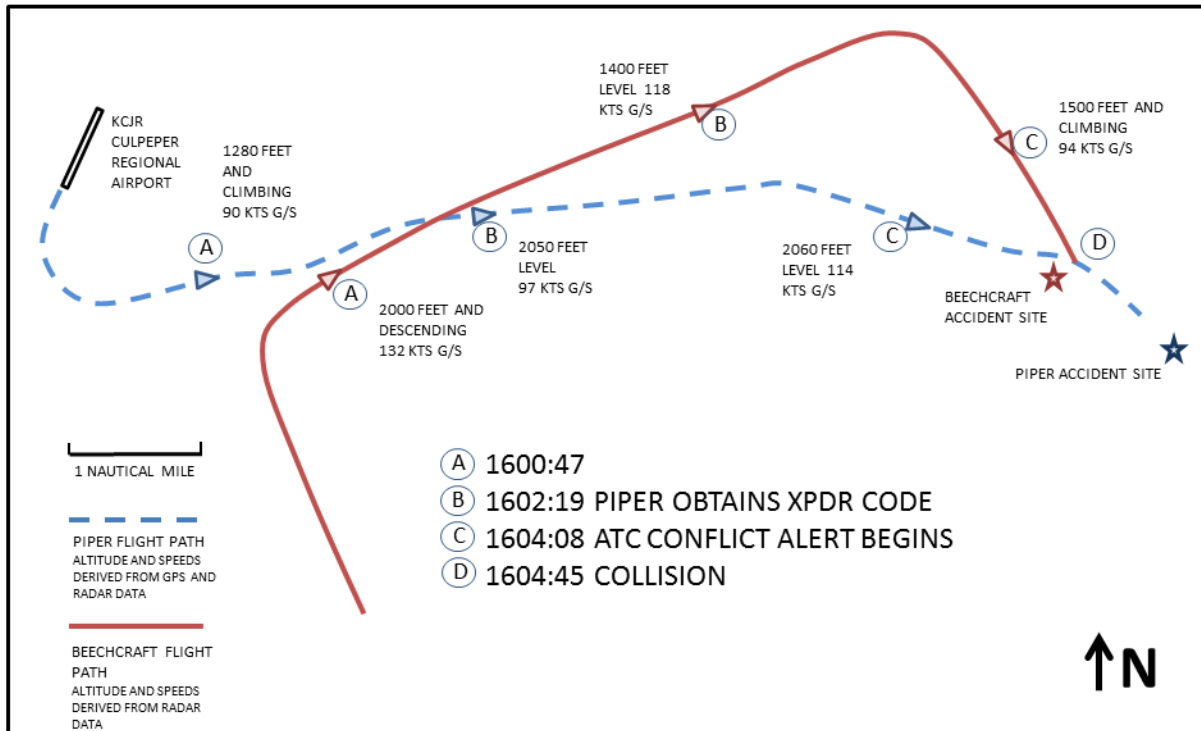 KCJR
CULPEPER
REGIONAL
AIRPORT
1280 FEET
AND
CLIMBING
90 KTS G/S
A
1400 FEET
LEVEL 118
KTS G/S
B
1500 FEET AND
CLIMBING
94 KTS G/S
C
A
2000 FEET AND
DESCENDING
132 KTS G/S
B
2050 FEET
LEVEL
97 KTS G/S
C
2060 FEET
LEVEL 114
KTS G/S
D
BEECHCRAFT
ACCIDENT SITE
PIPER ACCIDENT SITE
1 NAUTICAL MILE
PIPER FLIGHT PATH
ALTITUDE AND SPEEDS
DERIVED FROM GPS AND
RADAR DATA
BEECHCRAFT FLIGHT
PATH
ALTITUDE AND SPEEDS
DERIVED FROM RADAR
DATA
A 1600:47
B 1602:19 PIPER OBTAINS XPDR CODE
C 1604:08 ATC CONFLICT ALERT BEGINS
D 1604:45 COLLISION
N